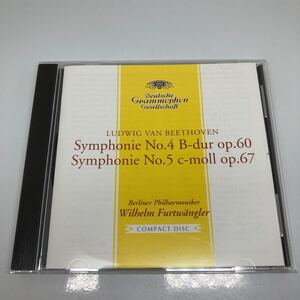 Deutsche
Grammophon
Gesellschaft
LUDWIG VAN BEETHOVEN
Symphonie No.4 B-dur op.60
Symphonie No.5 c-moll op.67
Berliner Philharmoniker
Wilhelm Furtwängler
COMPACT DISC